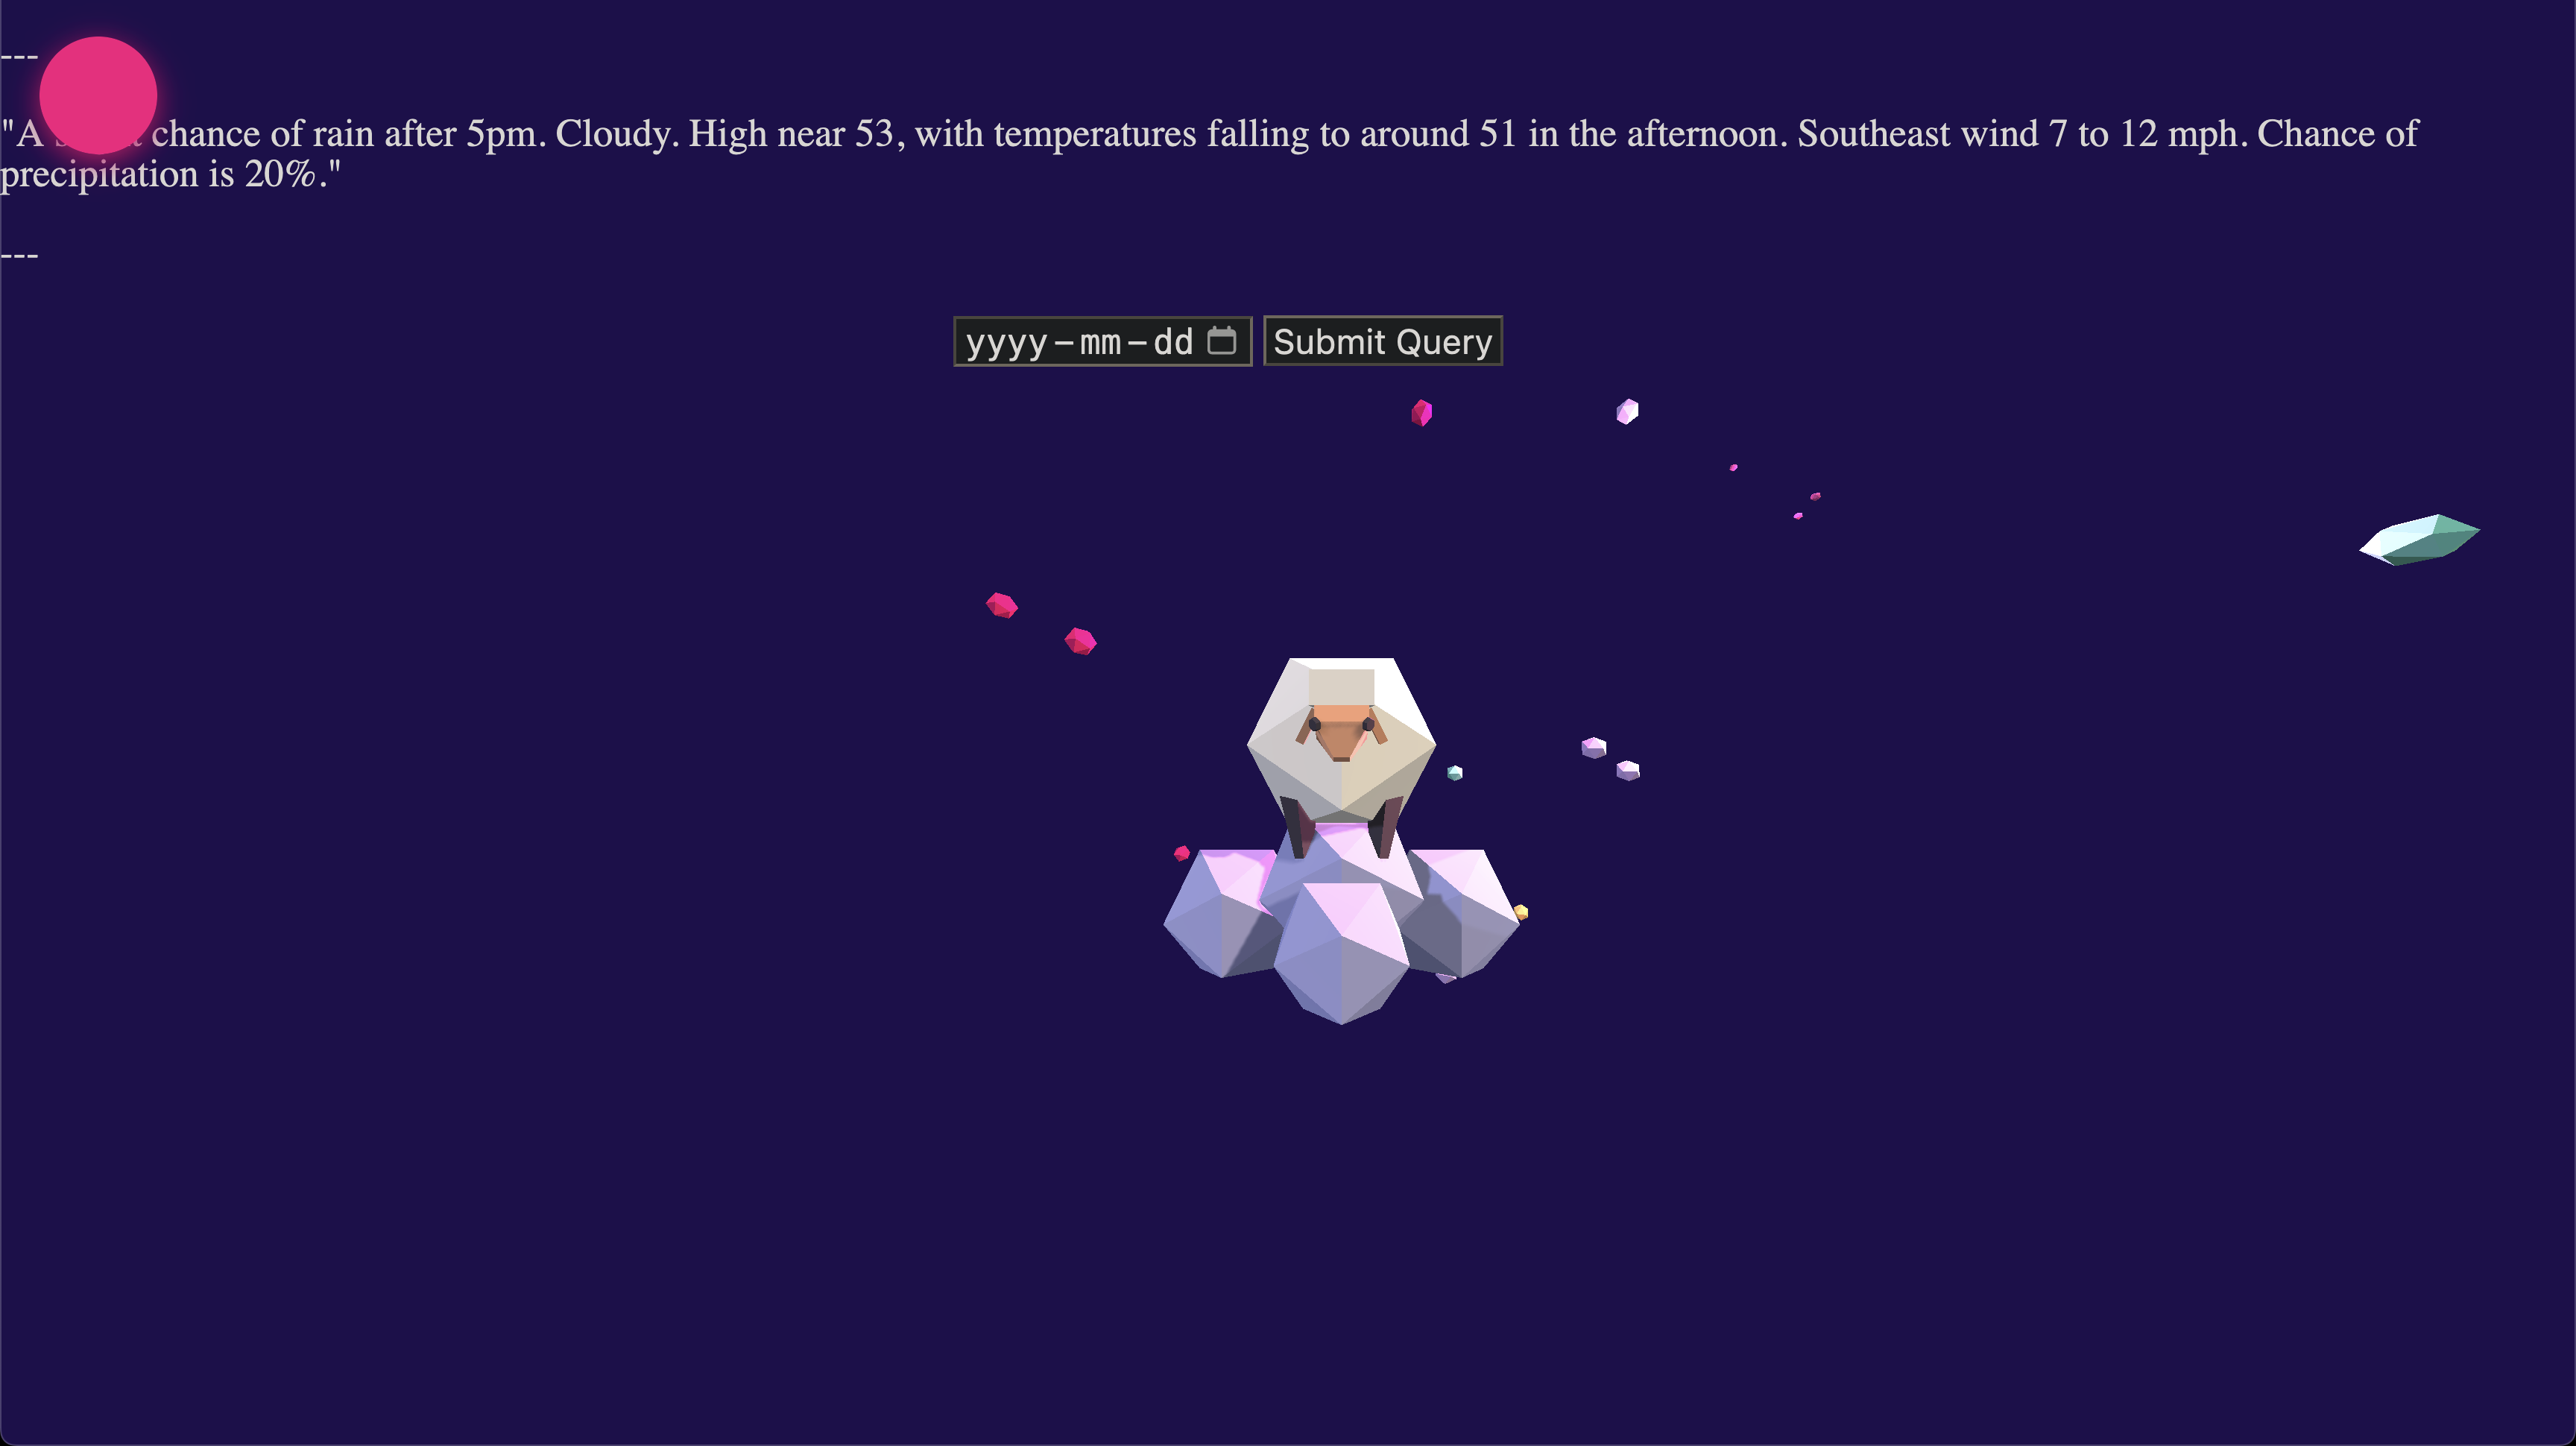 ---
"A chance of rain after 5pm. Cloudy. High near 53, with temperatures falling to around 51 in the afternoon. Southeast wind 7 to 12 mph. Chance of
precipitation is 20%."
---
yyyy-mm-dd Submit Query